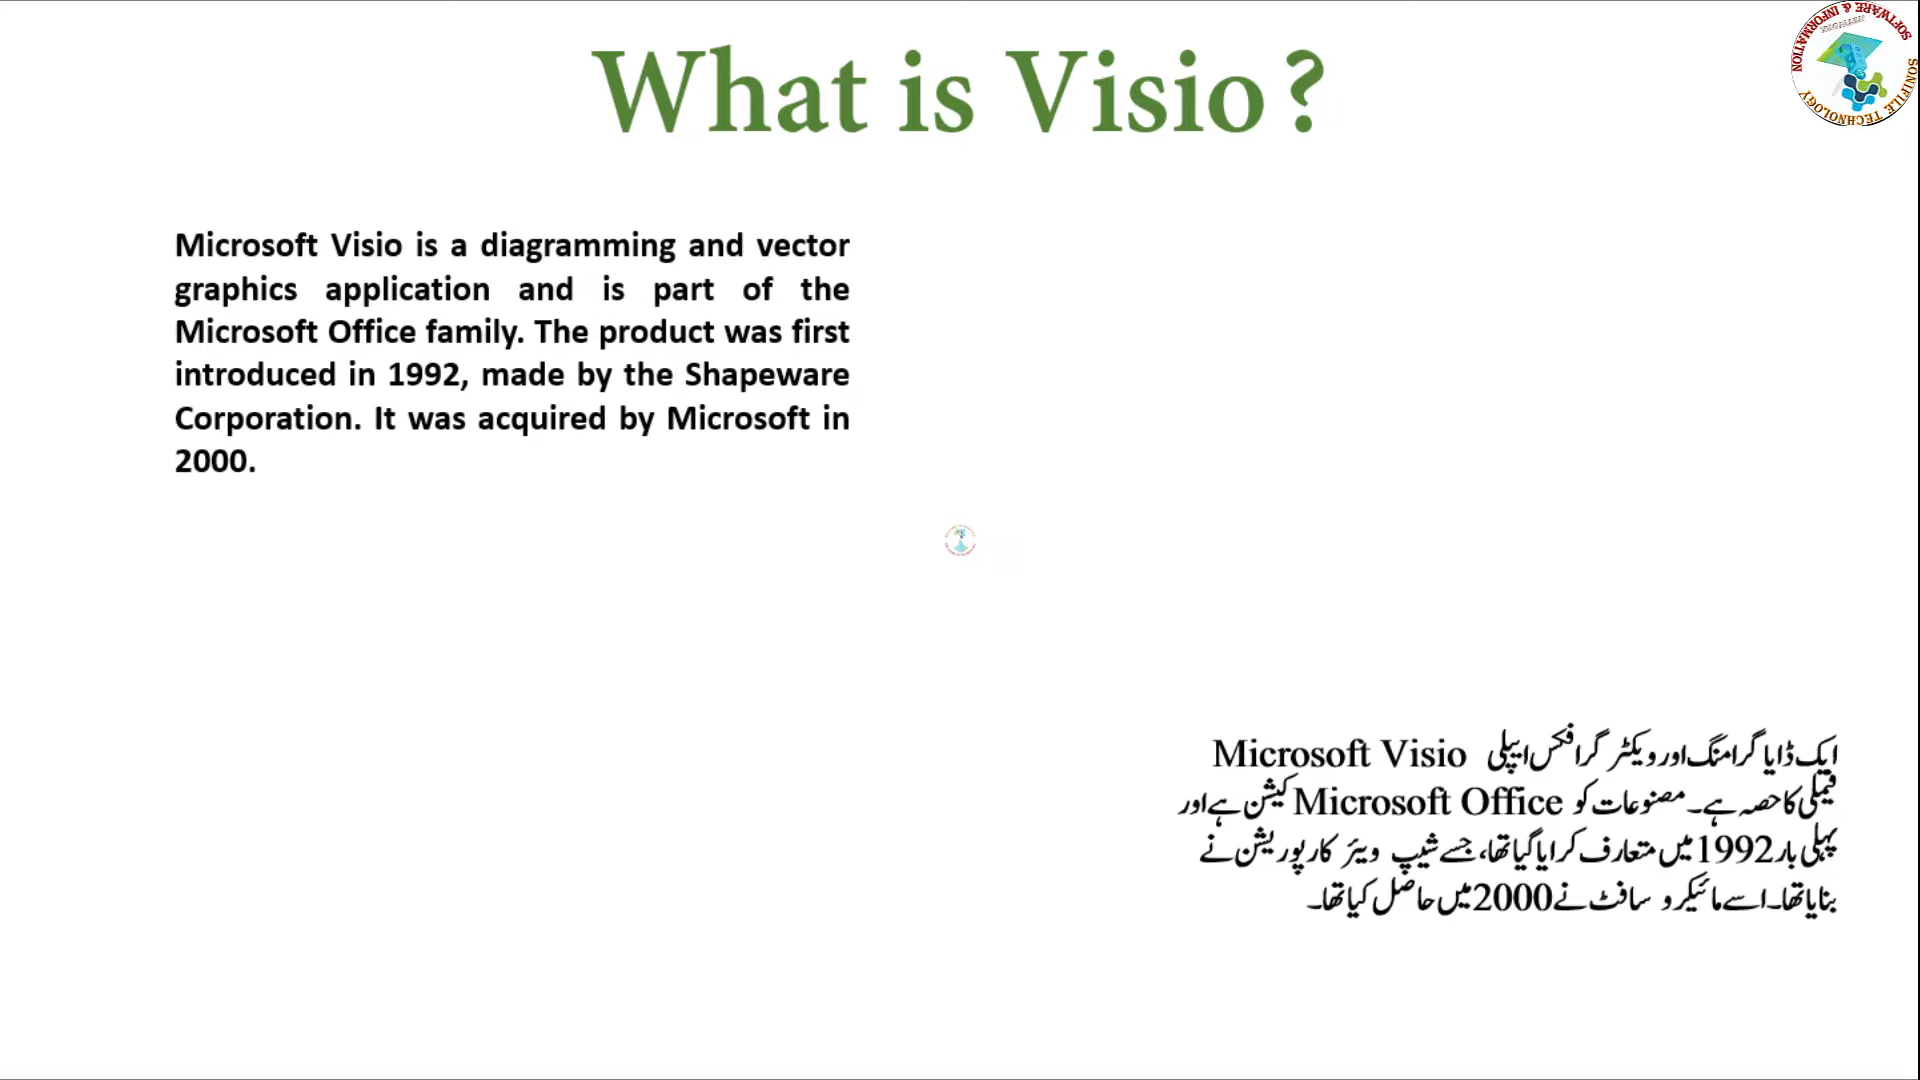 What is Visio?
SOFTWARE & INFORMATION
SONIFILE TECHNOLOGY
Microsoft Visio is a diagramming and vector
graphics application and is part of the
Microsoft Office family. The product was first
introduced in 1992, made by the Shapeware
Corporation. It was acquired by Microsoft in
2000.
ایک ڈایا گرامنگ اور ویکٹر گرافکس ایپلی Microsoft Visio
فیملی کا حصہ ہے۔ مصنوعات کو Microsoft Office کیشن ہے اور
پہلی بار 1992 میں متعارف کرایا گیا تھا، جسے شیپ ویئر کارپوریشن نے
بنایا تھا۔ اسے مائیکرو سافٹ نے 2000 میں حاصل کیا تھا۔